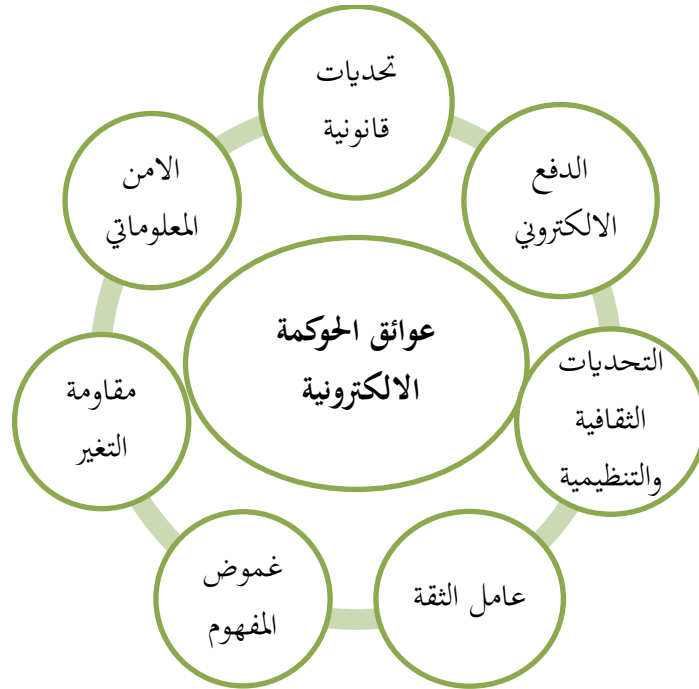 تحديات
قانونية
الدفع
الالكتروني
التحديات
الثقافية
والتنظيمية
عامل الثقة
غموض
المفهوم
مقاومة
التغير
الامن
المعلوماتي
عوائق الحوكمة
الالكترونية